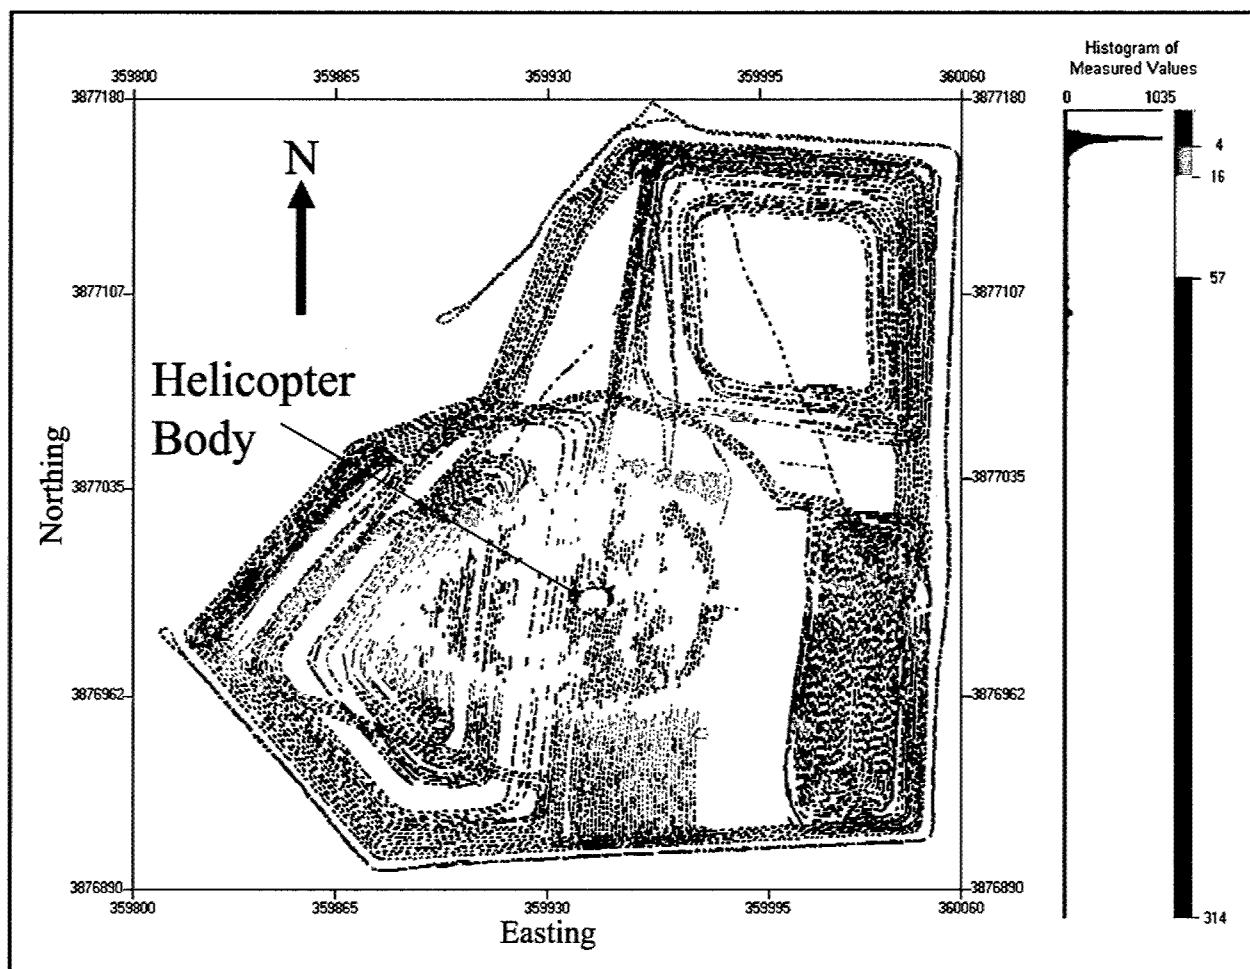 Histogram of
Measured Values
359800 359865 359930 359995 360060
0 1035
3877180 3877180
4
16
N
57
3877107 3877107
Helicopter
Body
Northing
3877035 3877035
3876962 3876962
3876890 3876890
314
359800 359865 359930 359995 360060
Easting